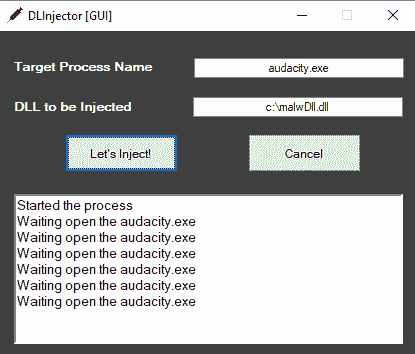 DLInjector [GUI]
Target Process Name
audacity.exe
DLL to be Injected
c:\malwDll.dll
Let's Inject!
Cancel
Started the process
Waiting open the audacity.exe
Waiting open the audacity.exe
Waiting open the audacity.exe
Waiting open the audacity.exe
Waiting open the audacity.exe
Waiting open the audacity.exe